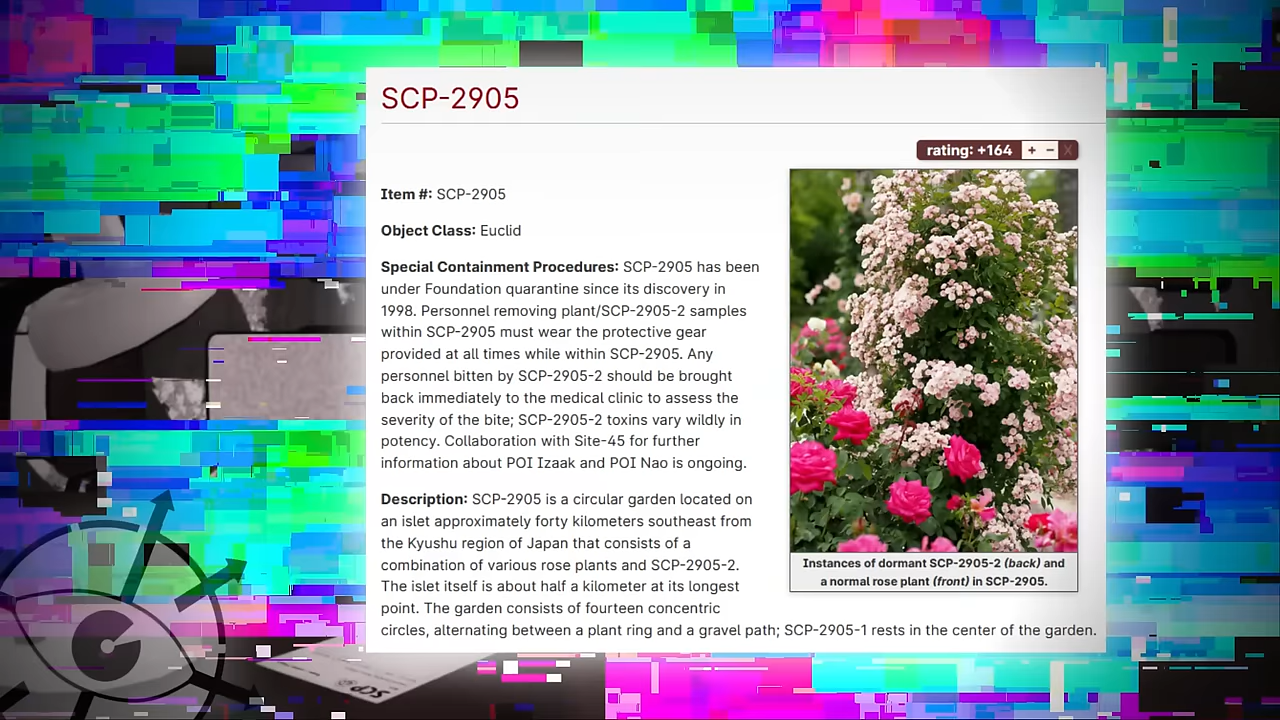 SCP-2905
rating: +164 + − X
Item #: SCP-2905
Object Class: Euclid
Special Containment Procedures: SCP-2905 has been
under Foundation quarantine since its discovery in
1998. Personnel removing plant/SCP-2905-2 samples
within SCP-2905 must wear the protective gear
provided at all times while within SCP-2905. Any
personnel bitten by SCP-2905-2 should be brought
back immediately to the medical clinic to assess the
severity of the bite; SCP-2905-2 toxins vary wildly in
potency. Collaboration with Site-45 for further
information about POI Izaak and POI Nao is ongoing.
Description: SCP-2905 is a circular garden located on
an islet approximately forty kilometers southeast from
the Kyushu region of Japan that consists of a
combination of various rose plants and SCP-2905-2.
The islet itself is about half a kilometer at its longest
point. The garden consists of fourteen concentric
circles, alternating between a plant ring and a gravel path; SCP-2905-1 rests in the center of the garden.
Instances of dormant SCP-2905-2 (back) and
a normal rose plant (front) in SCP-2905.
SCP